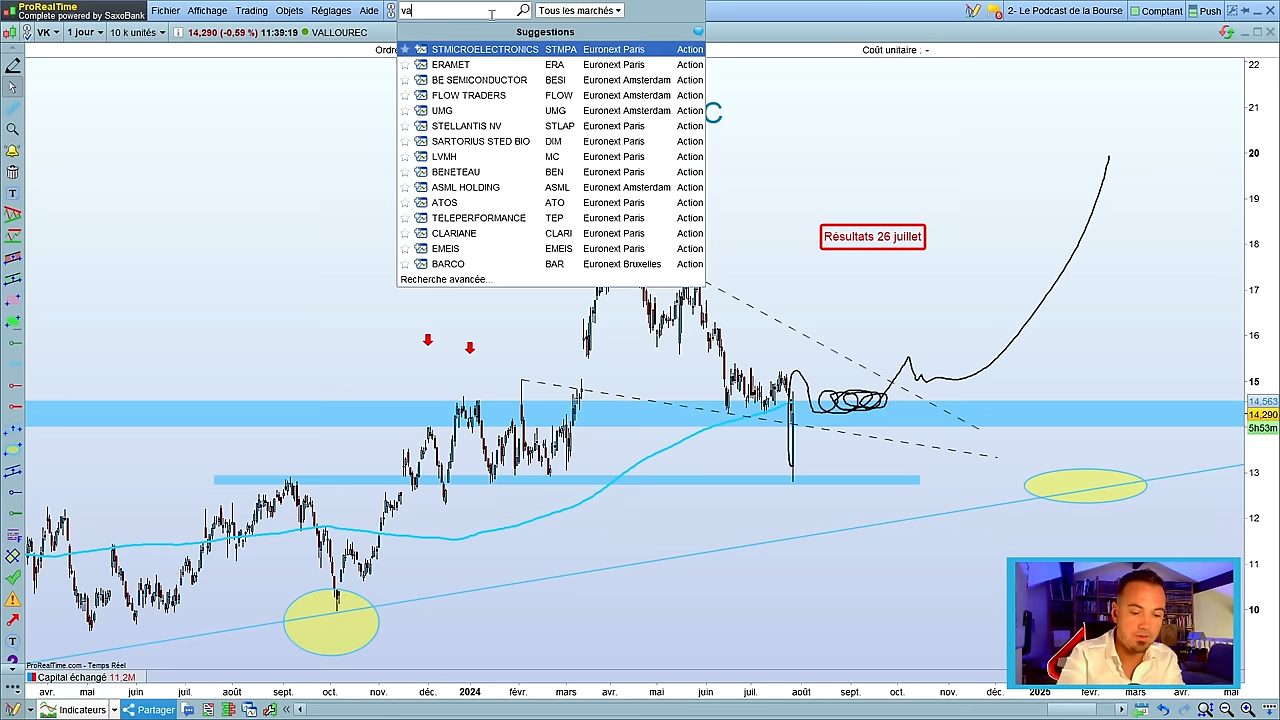 ProRealTime
Complete powered by SaxoBank
Fichier Affichage Trading Objets Réglages Aide va Tous les marchés 2- Le Podcast de la Bourse Comptant Push
VK 1 jour 10 k unités 14,290 (-0,59 %) 11:39:19 VALLOUREC
Suggestions
Ordre Coût unitaire : -
STMICROELECTRONICS STMPA Euronext Paris Action
ERAMET ERA Euronext Paris Action
BE SEMICONDUCTOR BESI Euronext Amsterdam Action
FLOW TRADERS FLOW Euronext Amsterdam Action
UMG UMG Euronext Amsterdam Action
STELLANTIS NV STLAP Euronext Paris Action
SARTORIUS STED BIO DIM Euronext Paris Action
LVMH MC Euronext Paris Action
BENETEAU BEN Euronext Paris Action
ASML HOLDING ASML Euronext Amsterdam Action
ATOS ATO Euronext Paris Action
TELEPERFORMANCE TEP Euronext Paris Action
CLARIANE CLARI Euronext Paris Action
EMEIS EMEIS Euronext Paris Action
BARCO BAR Euronext Bruxelles Action
Recherche avancée...
C
Résultats 26 juillet
22
21
20
19
18
17
16
15
14,563
14,290
5h53m
13
12
11
10
ProRealTime.com - Temps Réel
Capital échangé 11,2M
avr. mai juin juil. août sept. oct. nov. déc. 2024 févr. mars avr. mai juin juil. août sept. oct. nov. déc. 2025 févr. mars avr. mai
Indicateurs Partager